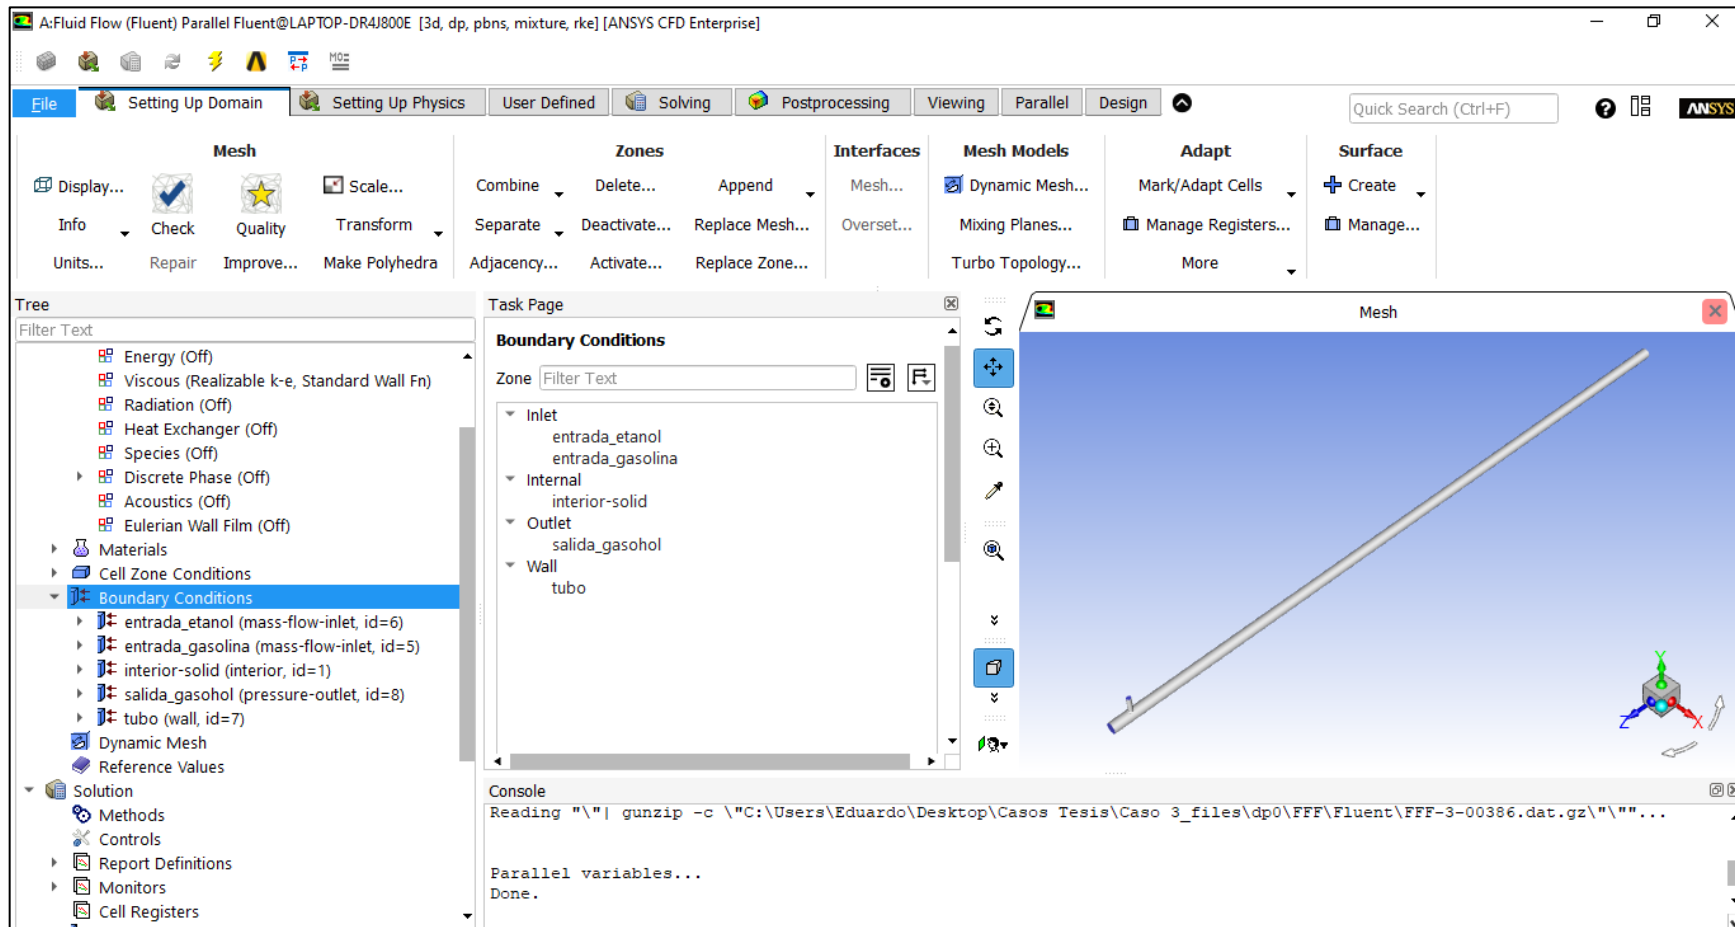 A:Fluid Flow (Fluent) Parallel Fluent@LAPTOP-DR4J800E [3d, dp, pbns, mixture, rke] [ANSYS CFD Enterprise]
File Setting Up Domain Setting Up Physics User Defined Solving Postprocessing Viewing Parallel Design Quick Search (Ctrl+F) ANSYS
Mesh Zones Interfaces Mesh Models Adapt Surface
Display... Scale... Combine Delete... Append Mesh... Dynamic Mesh... Mark/Adapt Cells Create
Info Check Quality Transform Separate Deactivate... Replace Mesh... Overset... Mixing Planes... Manage Registers... Manage...
Units... Repair Improve... Make Polyhedra Adjacency... Activate... Replace Zone... Turbo Topology... More
Tree
Filter Text
Energy (Off)
Viscous (Realizable k-e, Standard Wall Fn)
Radiation (Off)
Heat Exchanger (Off)
Species (Off)
Discrete Phase (Off)
Acoustics (Off)
Eulerian Wall Film (Off)
Materials
Cell Zone Conditions
Boundary Conditions
entrada_etanol (mass-flow-inlet, id=6)
entrada_gasolina (mass-flow-inlet, id=5)
interior-solid (interior, id=1)
salida_gasohol (pressure-outlet, id=8)
tubo (wall, id=7)
Dynamic Mesh
Reference Values
Solution
Methods
Controls
Report Definitions
Monitors
Cell Registers
Task Page
Boundary Conditions
Zone Filter Text
Inlet
entrada_etanol
entrada_gasolina
Internal
interior-solid
Outlet
salida_gasohol
Wall
tubo
Mesh
Y
Z
X
Console
Reading "\"| gunzip -c \"C:\Users\Eduardo\Desktop\Casos Tesis\Caso 3_files\dp0\FFF\Fluent\FFF-3-00386.dat.gz\"\""...
Parallel variables...
Done.